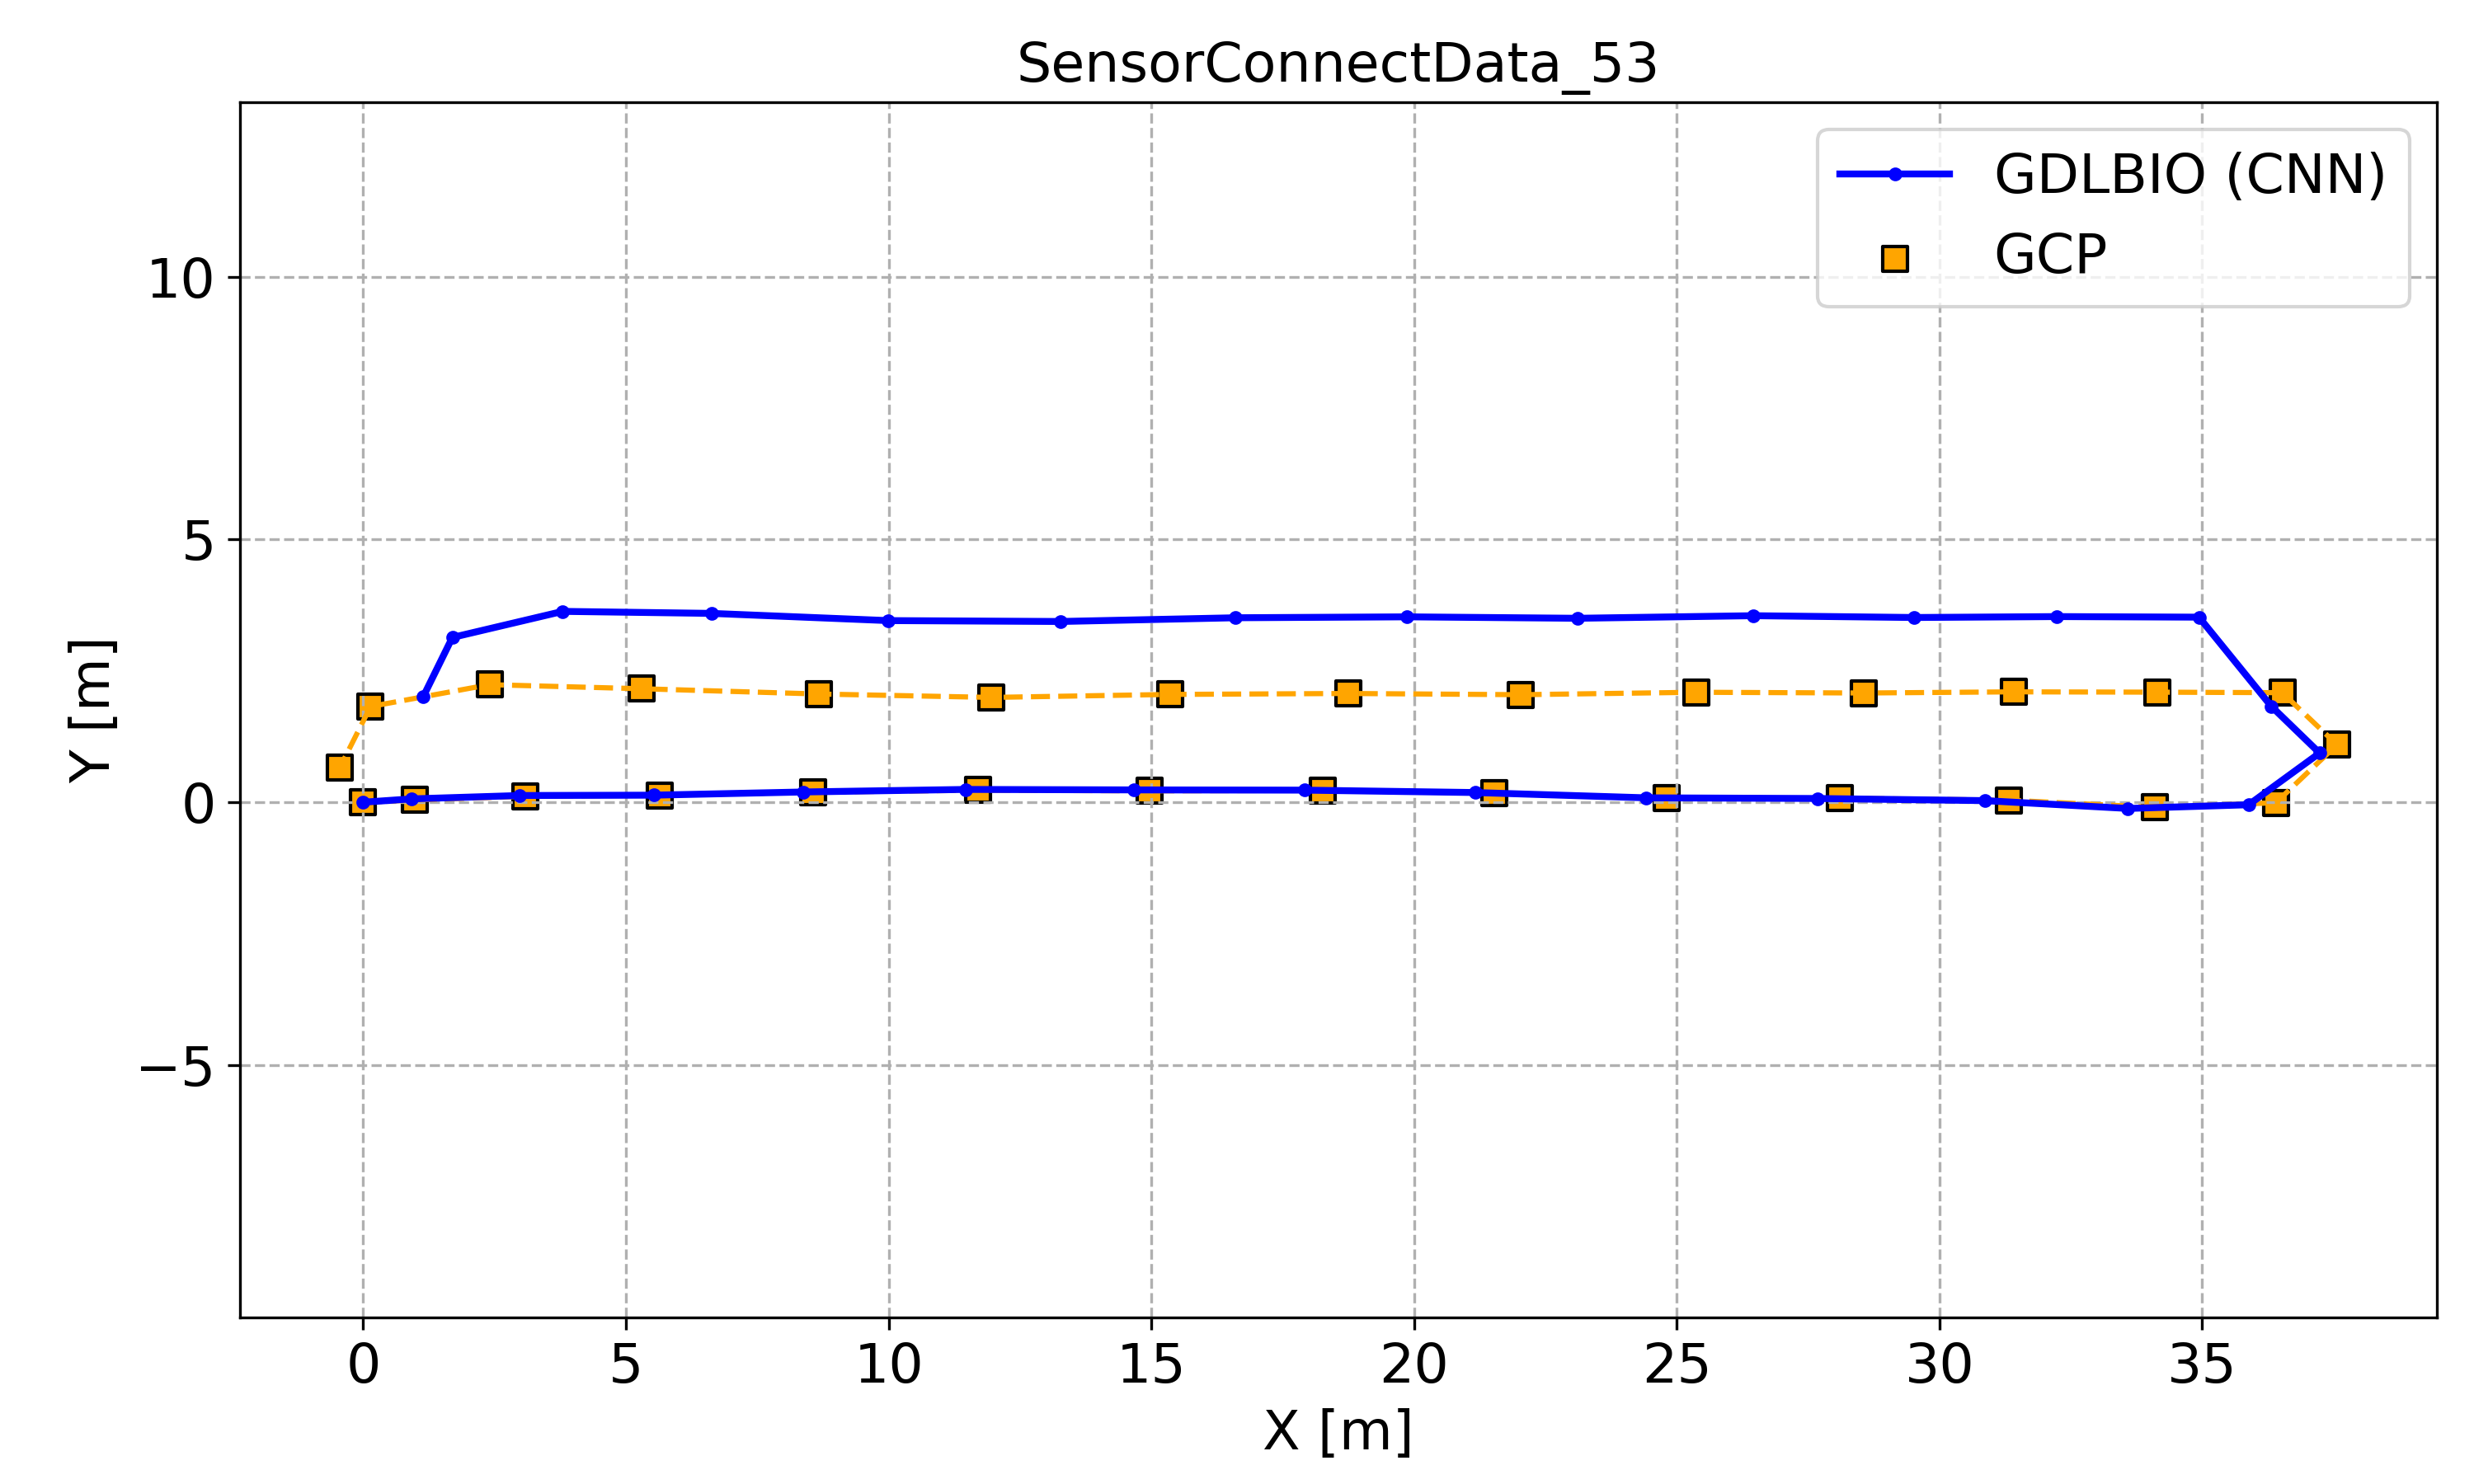 SensorConnectData_53
GDLBIO (CNN)
GCP
10
5
0
−5
Y [m]
0 5 10 15 20 25 30 35
X [m]